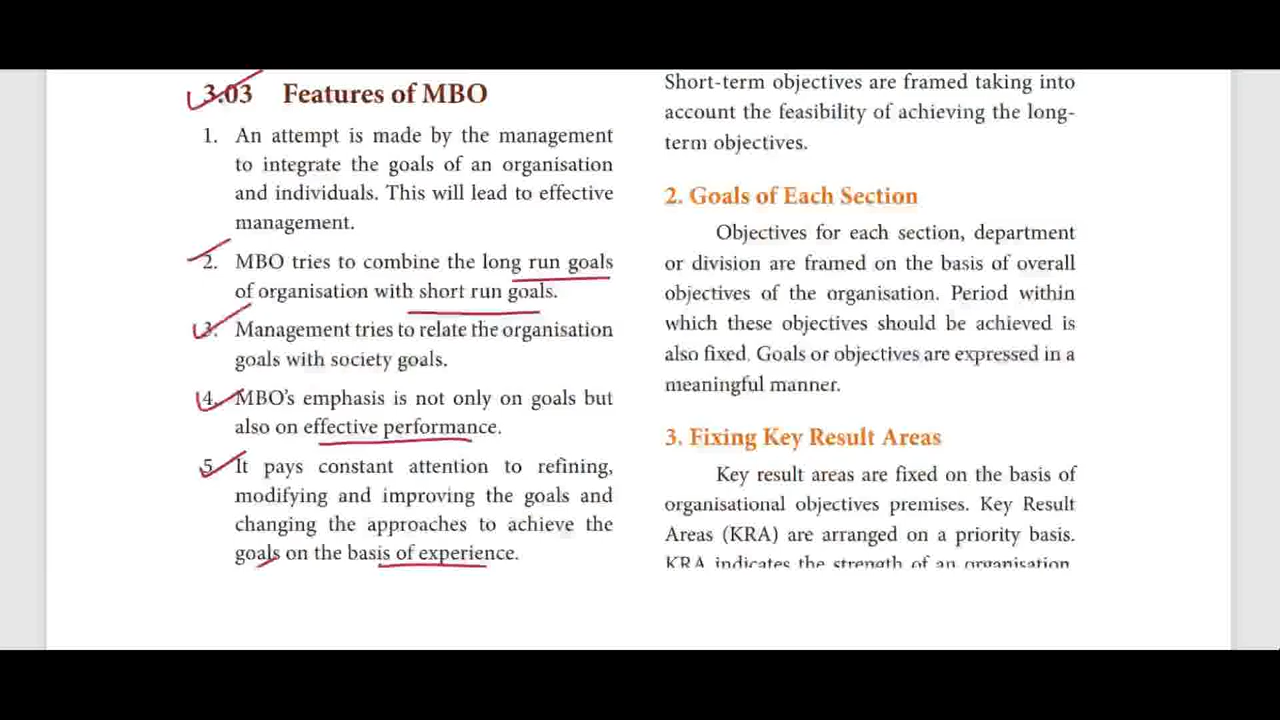 3.03 Features of MBO
1. An attempt is made by the management
to integrate the goals of an organisation
and individuals. This will lead to effective
management.
2. MBO tries to combine the long run goals
of organisation with short run goals.
3. Management tries to relate the organisation
goals with society goals.
4. MBO's emphasis is not only on goals but
also on effective performance.
5. It pays constant attention to refining,
modifying and improving the goals and
changing the approaches to achieve the
goals on the basis of experience.
Short-term objectives are framed taking into
account the feasibility of achieving the long-
term objectives.
2. Goals of Each Section
Objectives for each section, department
or division are framed on the basis of overall
objectives of the organisation. Period within
which these objectives should be achieved is
also fixed. Goals or objectives are expressed in a
meaningful manner.
3. Fixing Key Result Areas
Key result areas are fixed on the basis of
organisational objectives premises. Key Result
Areas (KRA) are arranged on a priority basis.
KRA indicates the strength of an organisation.